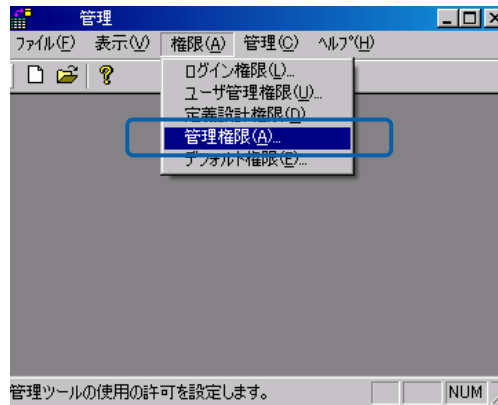 管理
ファイル(F) 表示(V) 権限(A) 管理(C) ヘルプ(H)
ログイン権限(L)...
ユーザ管理権限(U)...
定義設計権限(D)...
管理権限(A)...
デフォルト権限(E)...
管理ツールの使用の許可を設定します。
NUM